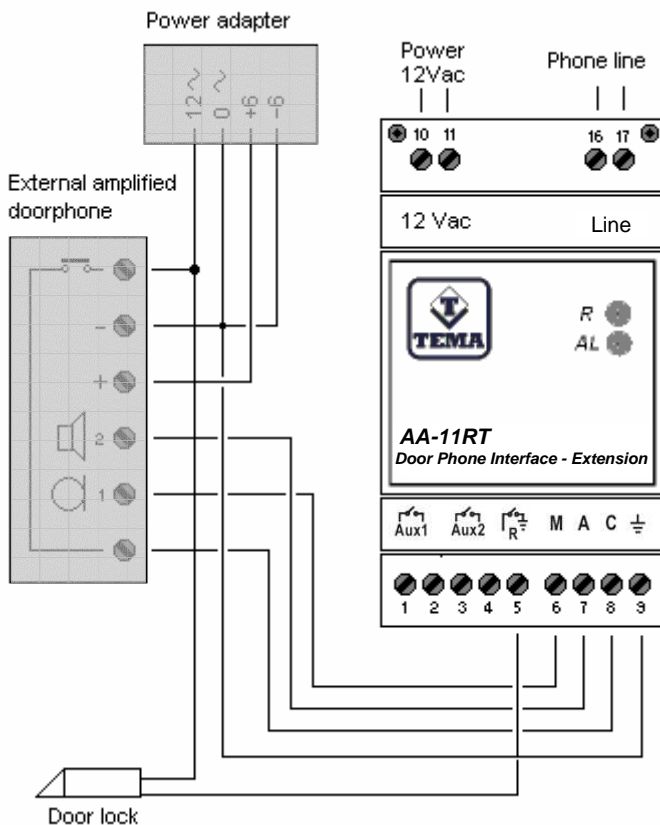 Power adapter
12 ~
0 ~
+6
-6
Power
12Vac
Phone line
10 11
16 17
External amplified
doorphone
12 Vac
Line
-
+
2
1
T
TEMA
R
AL
AA-11RT
Door Phone Interface - Extension
Aux1 Aux2 R M A C
1 2 3 4 5 6 7 8 9
Door lock